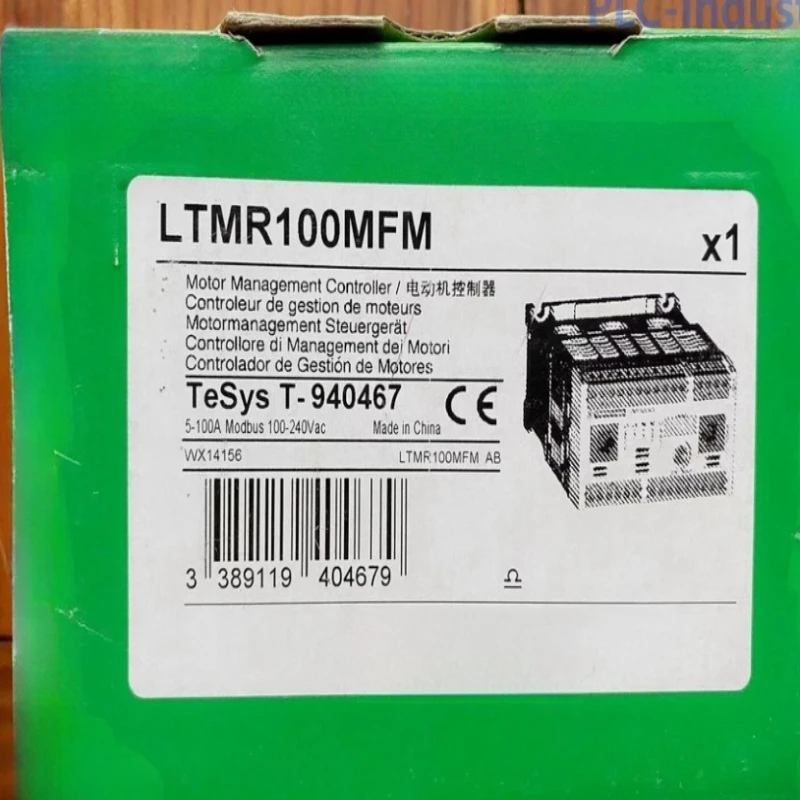 PLC-Indust
LTMR100MFM
x1
Motor Management Controller / 电动机控制器
Controleur de gestion de moteurs
Motormanagement Steuergerät
Controllore di Management dei Motori
Controlador de Gestión de Motores
TeSys T- 940467 CE
5-100A Modbus 100-240Vac Made in China
WX14156 LTMR100MFM AB
3 389119 404679